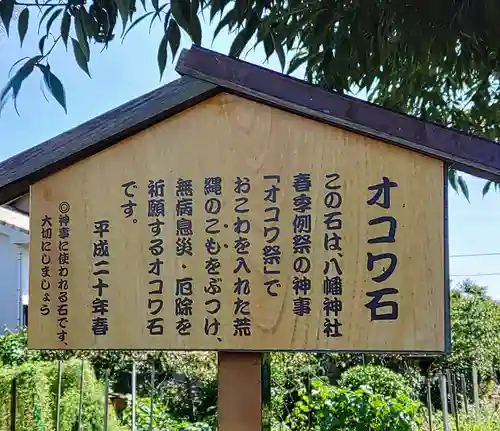 オコワ石
この石は、八幡神社
春季例祭の神事
「オコワ祭」で
おこわを入れた荒
縄のこもをぶつけ、
無病息災・厄除を
祈願するオコワ石
です。
平成二十年春
◎神事に使われる石です、
大切にしましょう